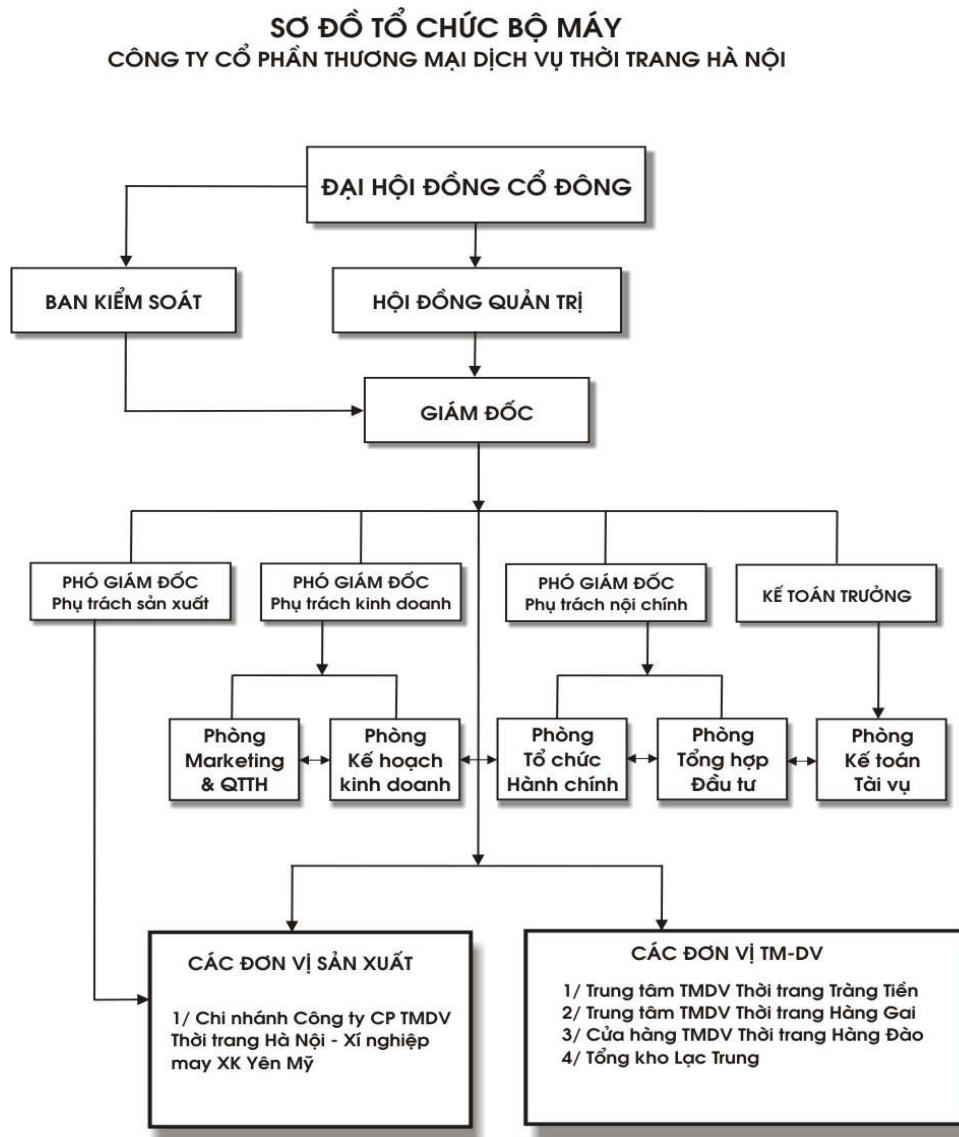 SƠ ĐỒ TỔ CHỨC BỘ MÁY
CÔNG TY CỔ PHẦN THƯƠNG MẠI DỊCH VỤ THỜI TRANG HÀ NỘI
ĐẠI HỘI ĐỒNG CỔ ĐÔNG
BAN KIỂM SOÁT
HỘI ĐỒNG QUẢN TRỊ
GIÁM ĐỐC
PHÓ GIÁM ĐỐC
Phụ trách sản xuất
PHÓ GIÁM ĐỐC
Phụ trách kinh doanh
PHÓ GIÁM ĐỐC
Phụ trách nội chính
KẾ TOÁN TRƯỞNG
Phòng
Marketing
& QTTH
Phòng
Kế hoạch
kinh doanh
Phòng
Tổ chức
Hành chính
Phòng
Tổng hợp
Đầu tư
Phòng
Kế toán
Tài vụ
CÁC ĐƠN VỊ SẢN XUẤT
1/ Chi nhánh Công ty CP TMDV
Thời trang Hà Nội - Xí nghiệp
may XK Yên Mỹ
CÁC ĐƠN VỊ TM-DV
1/ Trung tâm TMDV Thời trang Tràng Tiền
2/ Trung tâm TMDV Thời trang Hàng Gai
3/ Cửa hàng TMDV Thời trang Hàng Đào
4/ Tổng kho Lạc Trung